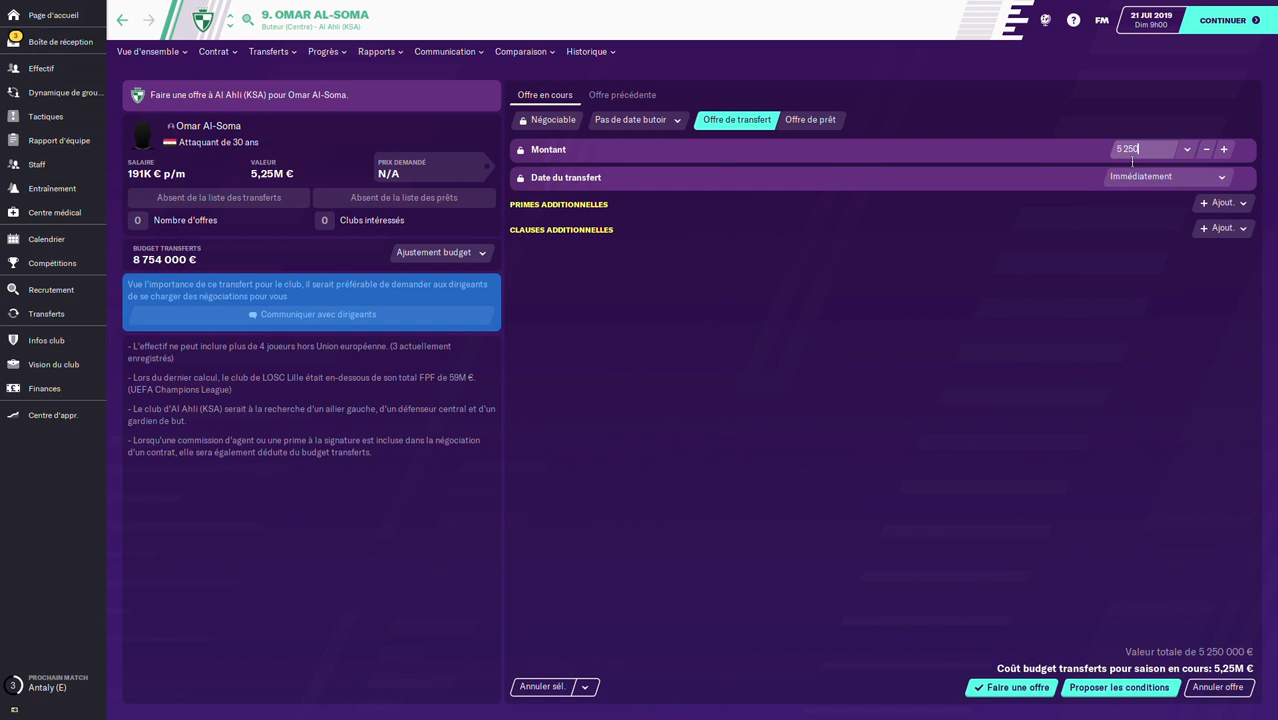 Page d'accueil
3
Boîte de réception
Effectif
Dynamique de grou...
Tactiques
Rapport d'équipe
Staff
Entraînement
Centre médical
Calendrier
Compétitions
Recrutement
Transferts
Infos club
Vision du club
Finances
Centre d'appr.
3
PROCHAIN MATCH
Antaly (E)
9. OMAR AL-SOMA
Buteur (Centre) - Al Ahli (KSA)
FM
21 JUI 2019
Dim 9h00
CONTINUER
Vue d'ensemble
Contrat
Transferts
Progrès
Rapports
Communication
Comparaison
Historique
Faire une offre à Al Ahli (KSA) pour Omar Al-Soma.
Omar Al-Soma
Attaquant de 30 ans
SALAIRE
191K € p/m
VALEUR
5,25M €
PRIX DEMANDÉ
N/A
Absent de la liste des transferts
Absent de la liste des prêts
0 Nombre d'offres
0 Clubs intéressés
BUDGET TRANSFERTS
8 754 000 €
Ajustement budget
Vue l'importance de ce transfert pour le club, il serait préférable de demander aux dirigeants
de se charger des négociations pour vous
Communiquer avec dirigeants
- L'effectif ne peut inclure plus de 4 joueurs hors Union européenne. (3 actuellement
enregistrés)
- Lors du dernier calcul, le club de LOSC Lille était en-dessous de son total FPF de 59M €.
(UEFA Champions League)
- Le club d'Al Ahli (KSA) serait à la recherche d'un ailier gauche, d'un défenseur central et d'un
gardien de but.
- Lorsqu'une commission d'agent ou une prime à la signature est incluse dans la négociation
d'un contrat, elle sera également déduite du budget transferts.
Offre en cours
Offre précédente
Négociable
Pas de date butoir
Offre de transfert
Offre de prêt
Montant
5 250
Date du transfert
Immédiatement
PRIMES ADDITIONNELLES
+ Ajout.
CLAUSES ADDITIONNELLES
+ Ajout.
Valeur totale de 5 250 000 €
Coût budget transferts pour saison en cours: 5,25M €
Annuler sél.
Faire une offre
Proposer les conditions
Annuler offre